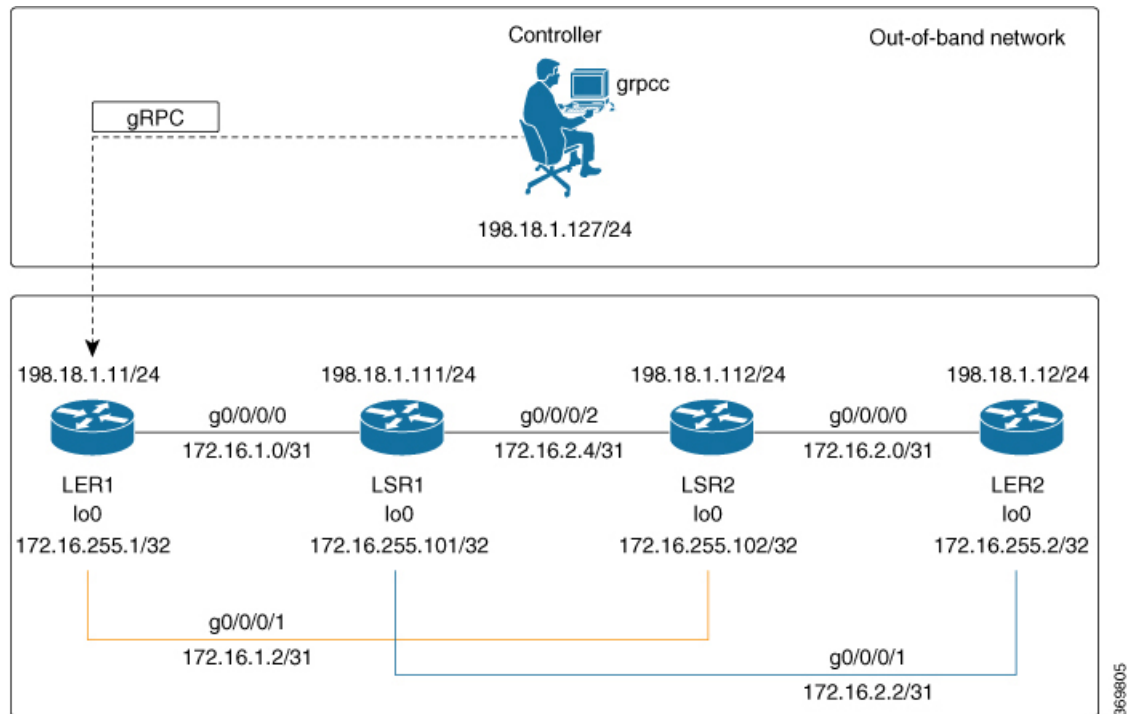 Controller
Out-of-band network
grpcc
gRPC
198.18.1.127/24
198.18.1.11/24
198.18.1.111/24
198.18.1.112/24
198.18.1.12/24
g0/0/0/0
g0/0/0/2
g0/0/0/0
172.16.1.0/31
172.16.2.4/31
172.16.2.0/31
LER1
LSR1
LSR2
LER2
lo0
lo0
lo0
lo0
172.16.255.1/32
172.16.255.101/32
172.16.255.102/32
172.16.255.2/32
g0/0/0/1
172.16.1.2/31
g0/0/0/1
172.16.2.2/31
369805